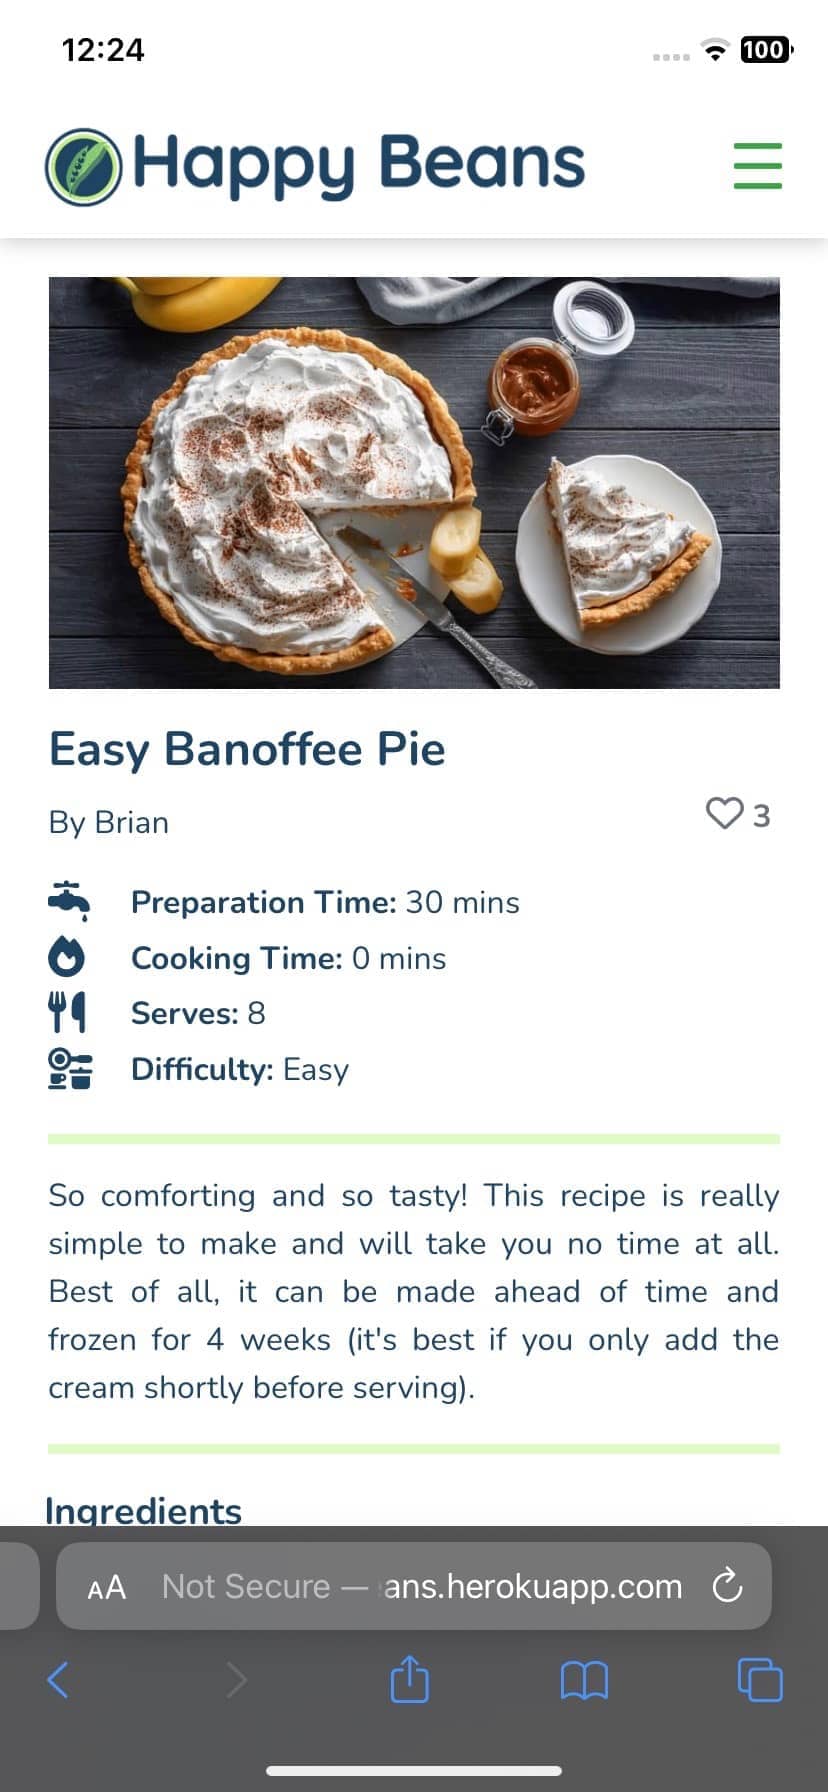 12:24
100
Happy Beans
Easy Banoffee Pie
By Brian
3
Preparation Time: 30 mins
Cooking Time: 0 mins
Serves: 8
Difficulty: Easy
So comforting and so tasty! This recipe is really
simple to make and will take you no time at all.
Best of all, it can be made ahead of time and
frozen for 4 weeks (it's best if you only add the
cream shortly before serving).
Ingredients
AA Not Secure — ans.herokuapp.com